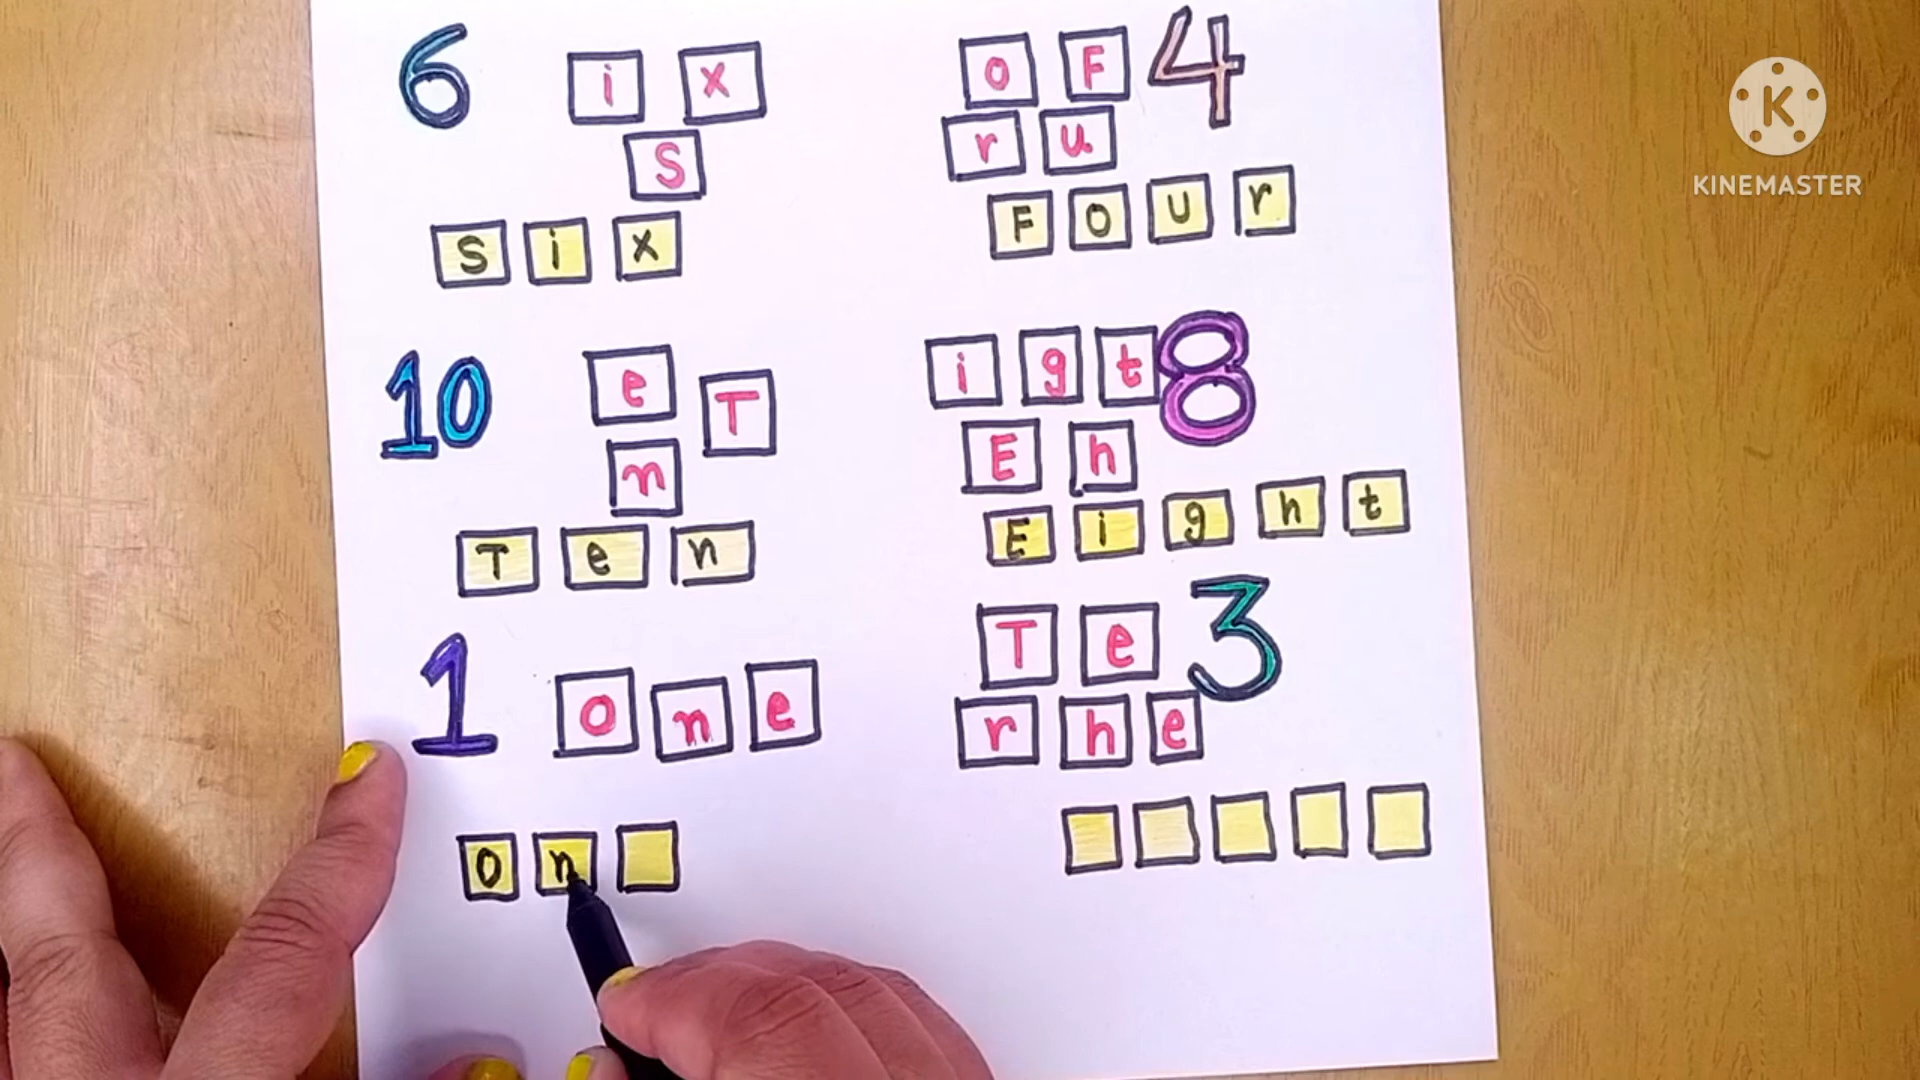 6 i x
S
S i x
o F 4
r u
F O U r
10 e T
n
T e n
i g t 8
E h
E i g h t
1 o n e
o n
T e 3
r h e
K
KINEMASTER